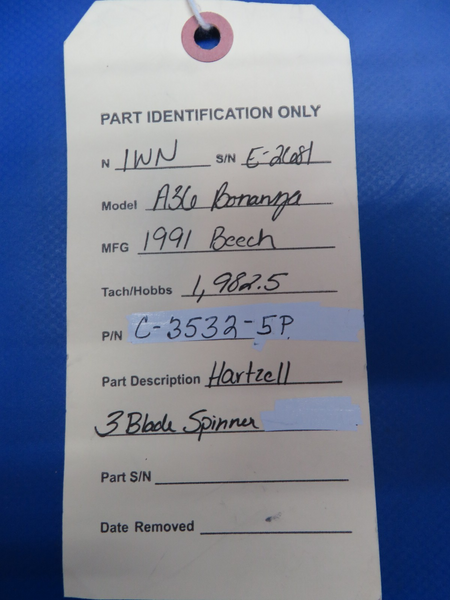 PART IDENTIFICATION ONLY
N 1WN S/N E-2681
Model A36 Bonanza
MFG 1991 Beech
Tach/Hobbs 1,982.5
P/N C-3532-5P
Part Description Hartzell
3 Blade Spinner
Part S/N
Date Removed